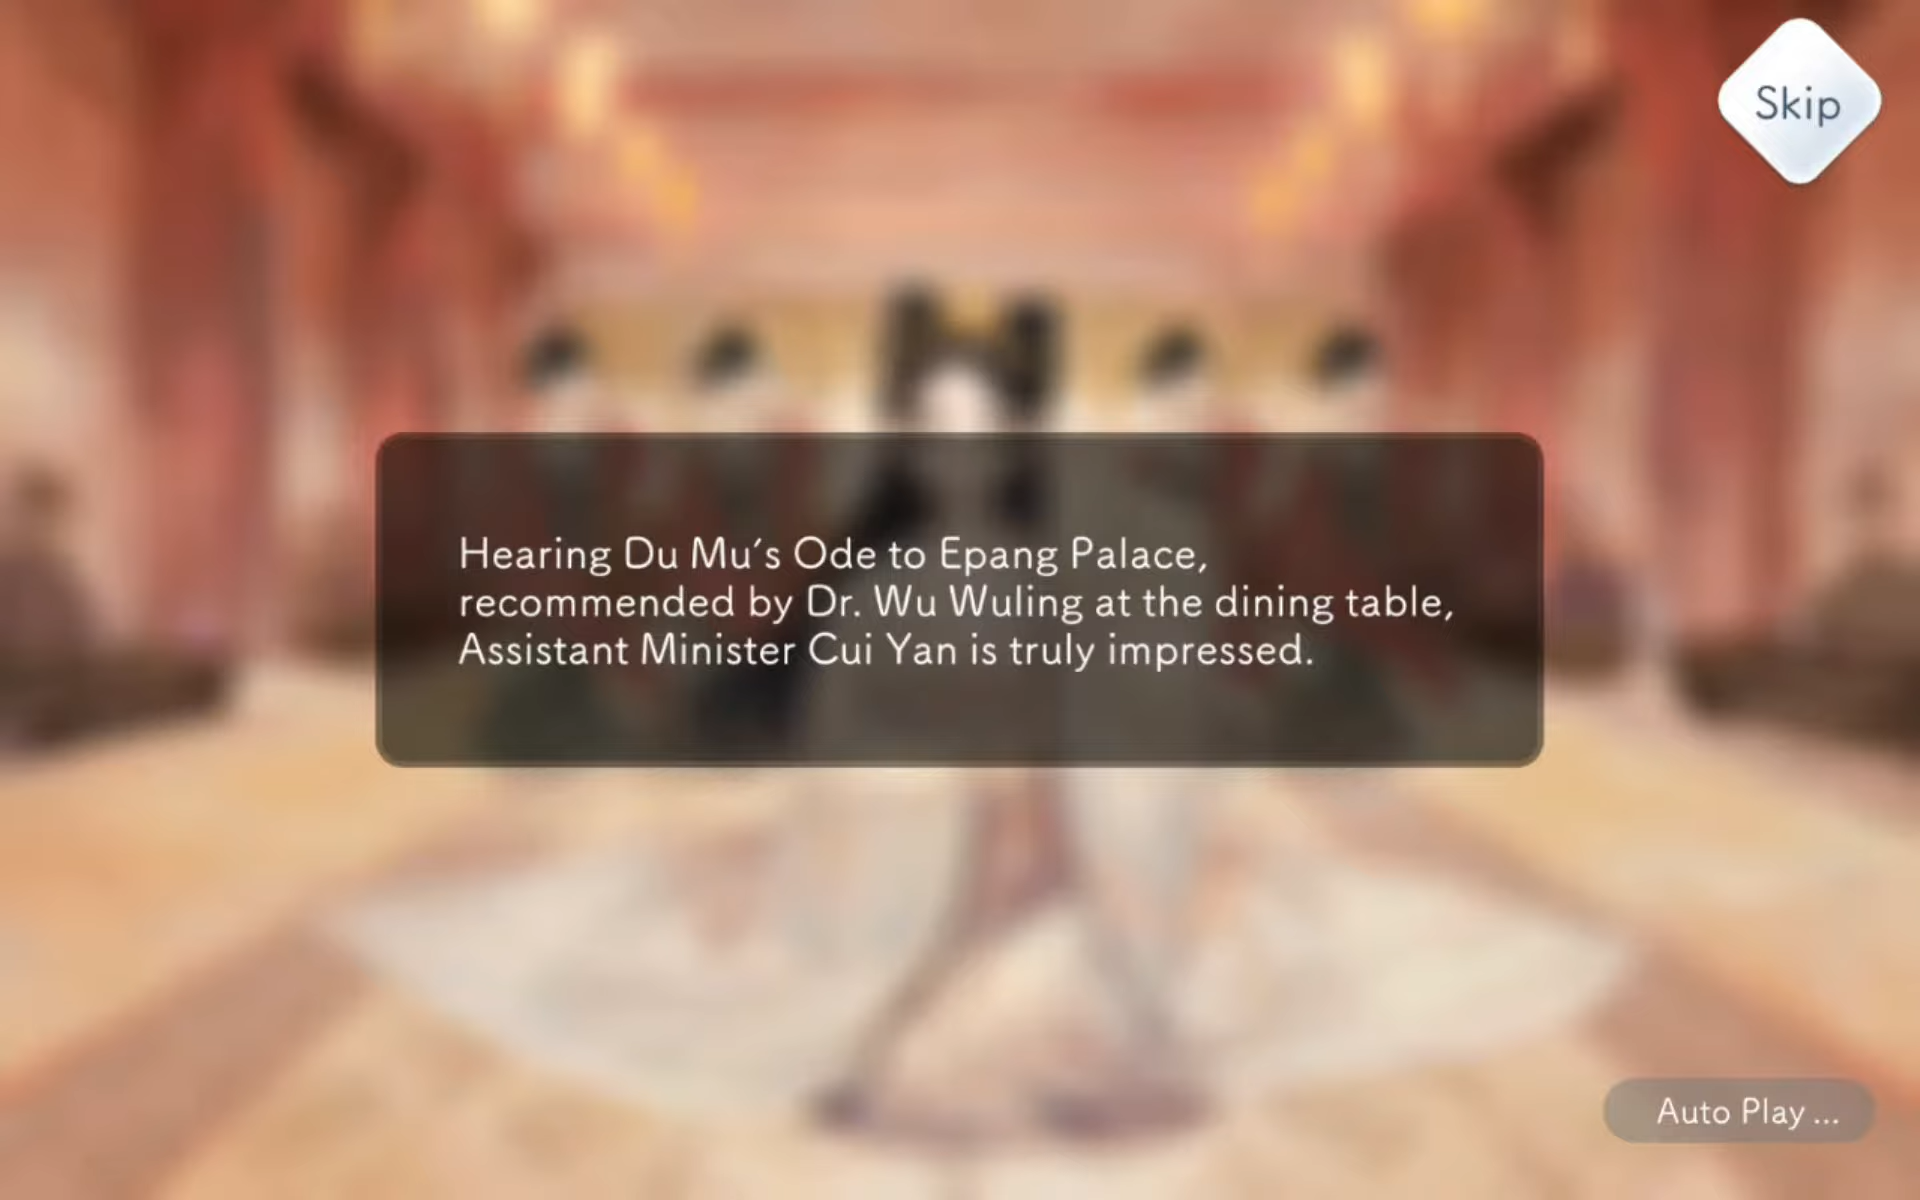 Skip
Hearing Du Mu's Ode to Epang Palace,
recommended by Dr. Wu Wuling at the dining table,
Assistant Minister Cui Yan is truly impressed.
Auto Play ...